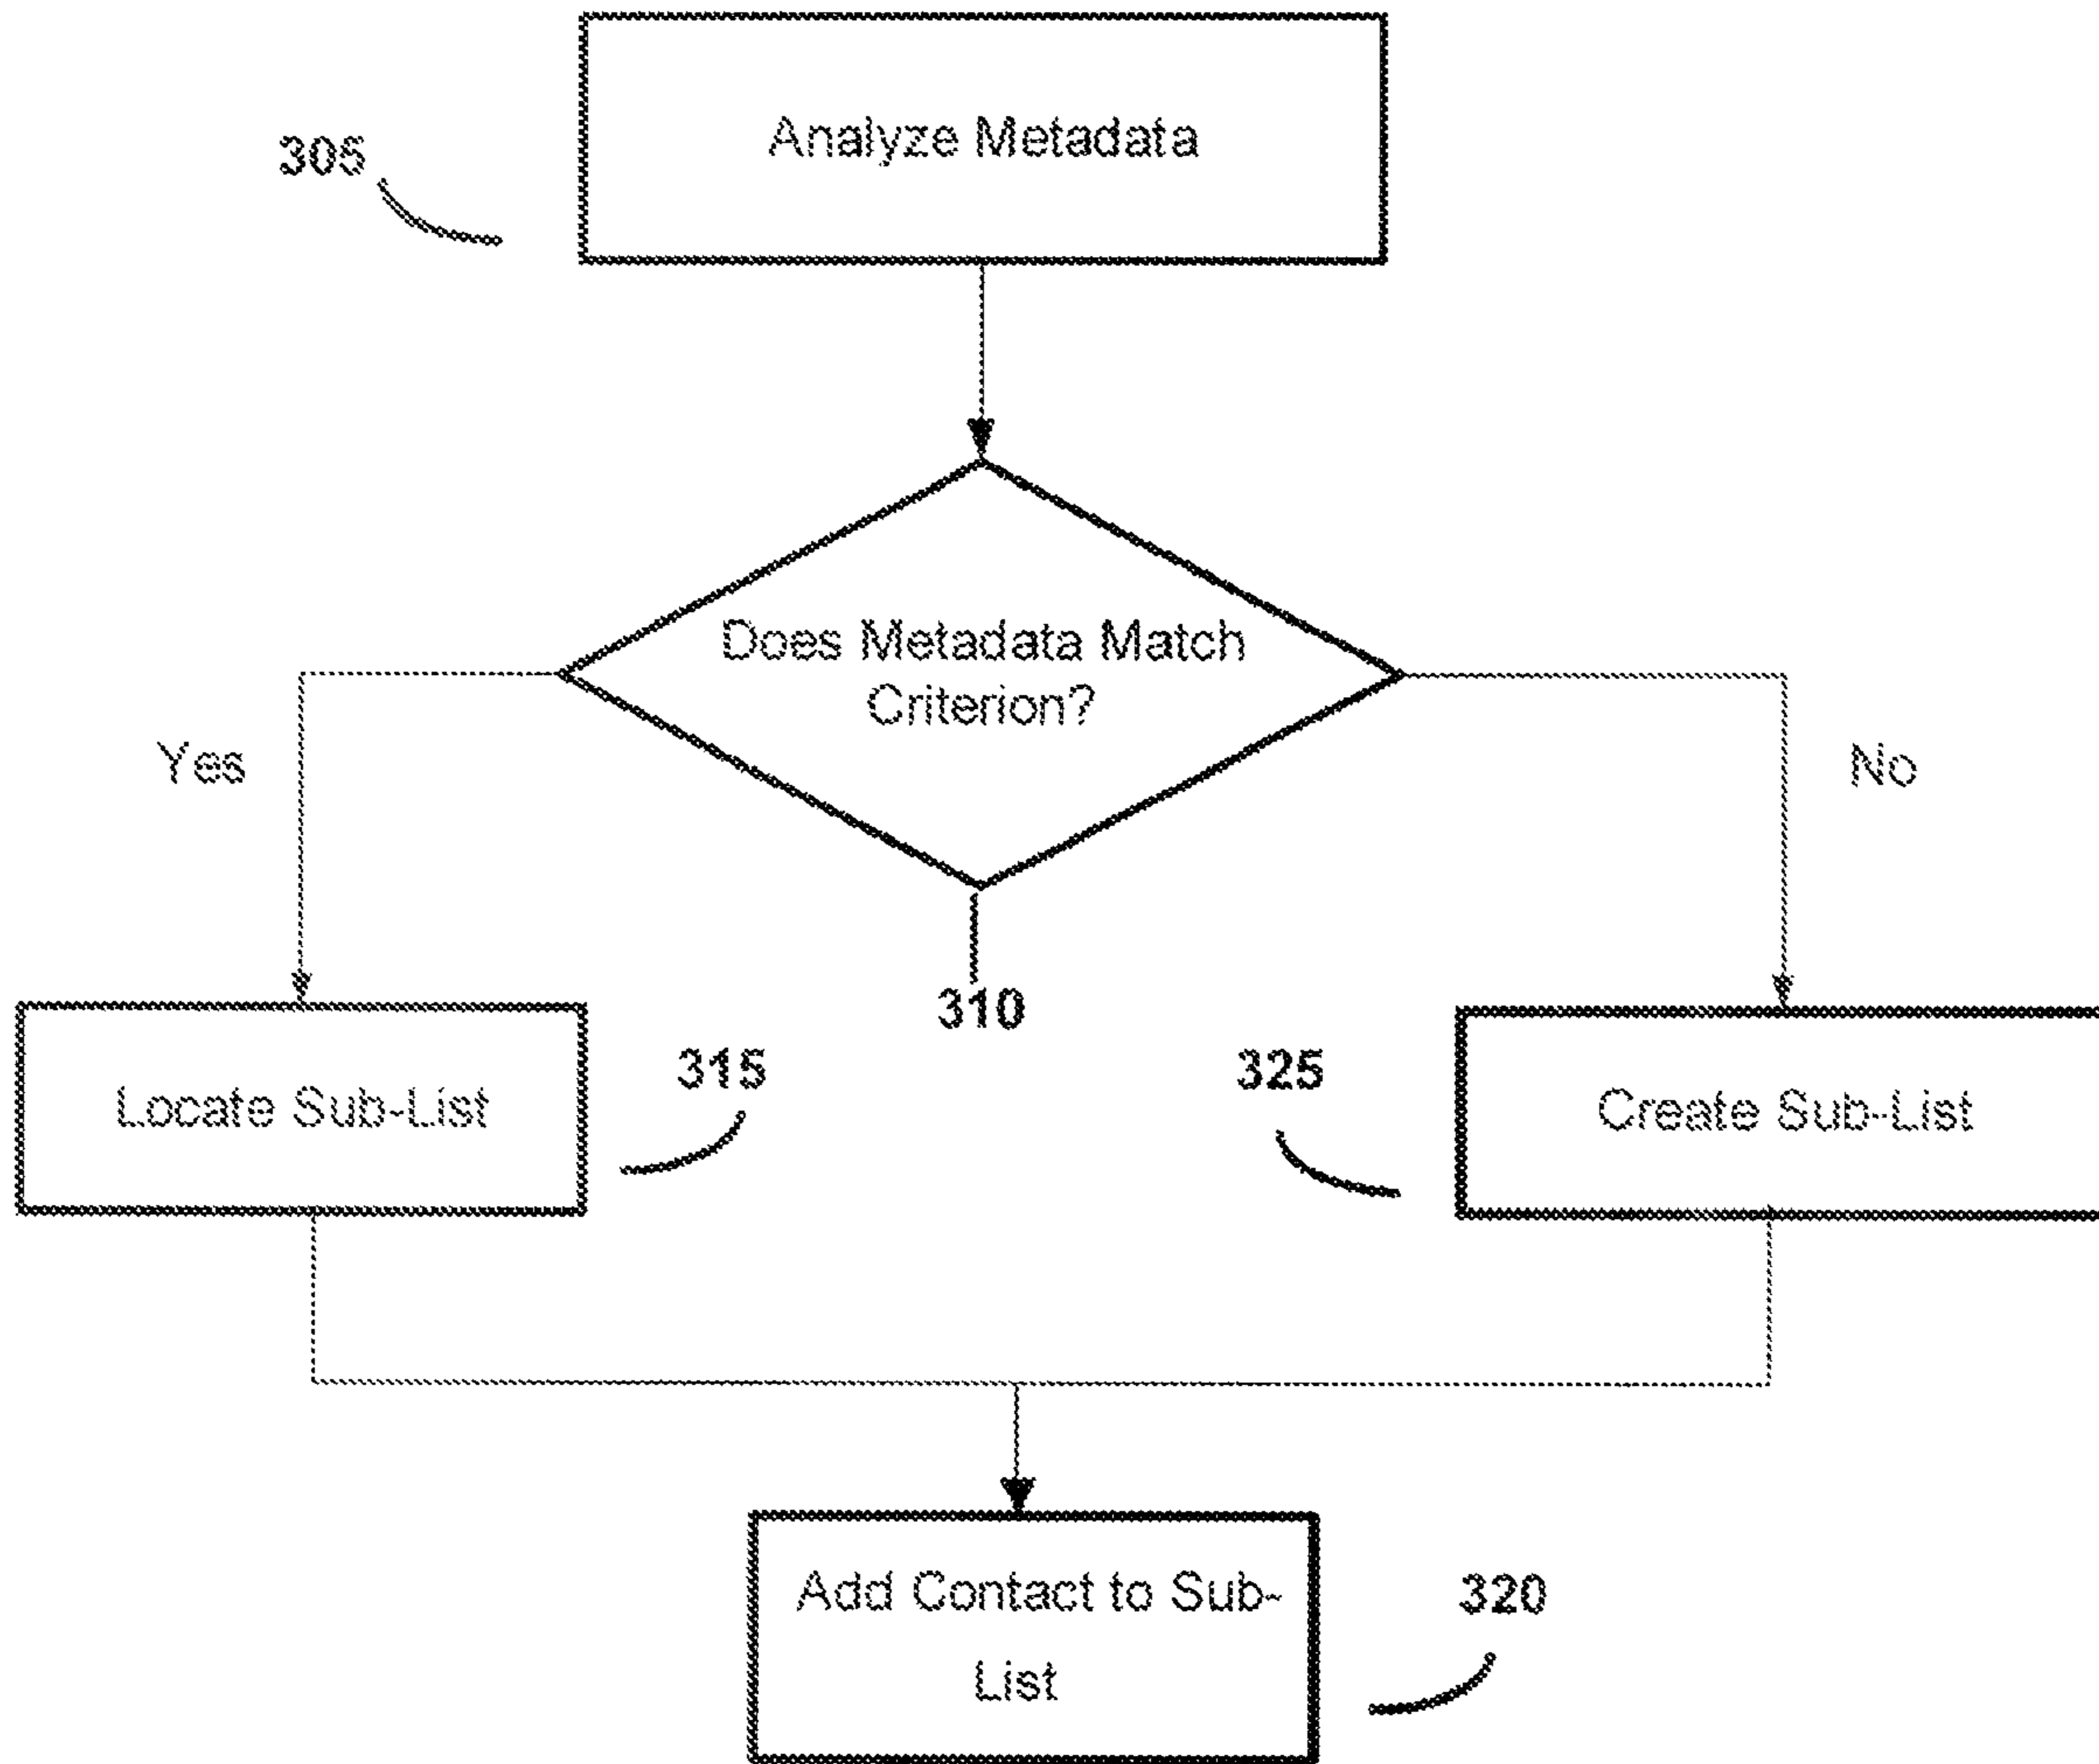 Analyze Metadata
305
Does Metadata Match
Criterion?
Yes
No
310
Locate Sub-List
315
325
Create Sub-List
Add Contact to Sub-
List
320